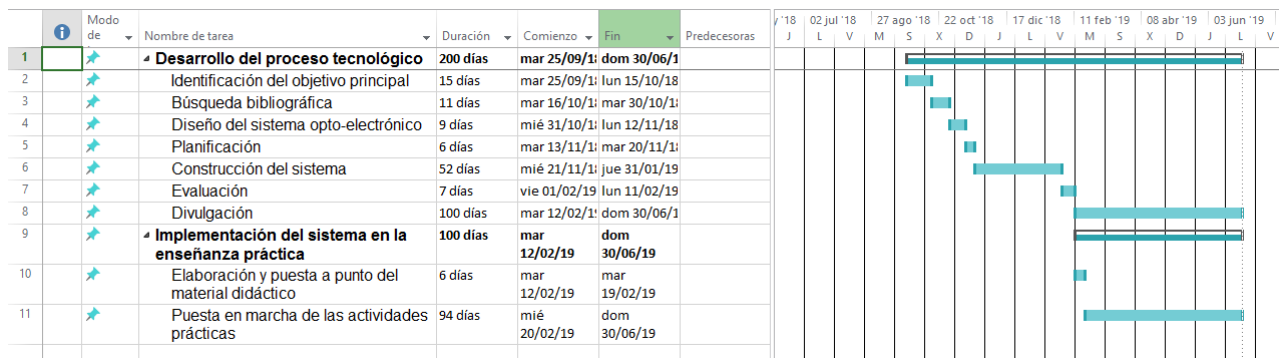 Modo de Nombre de tarea Duración Comienzo Fin Predecesoras
'18 02 jul '18 27 ago '18 22 oct '18 17 dic '18 11 feb '19 08 abr '19 03 jun '19
J L V M S X D J L V M S X D J L V
1 Desarrollo del proceso tecnológico 200 días mar 25/09/1 dom 30/06/1
2 Identificación del objetivo principal 15 días mar 25/09/1 lun 15/10/18
3 Búsqueda bibliográfica 11 días mar 16/10/1 mar 30/10/1
4 Diseño del sistema opto-electrónico 9 días mié 31/10/1 lun 12/11/18
5 Planificación 6 días mar 13/11/1 mar 20/11/1
6 Construcción del sistema 52 días mié 21/11/1 jue 31/01/19
7 Evaluación 7 días vie 01/02/19 lun 11/02/19
8 Divulgación 100 días mar 12/02/1 dom 30/06/1
9 Implementación del sistema en la 100 días mar dom
enseñanza práctica 12/02/19 30/06/19
10 Elaboración y puesta a punto del 6 días mar mar
material didáctico 12/02/19 19/02/19
11 Puesta en marcha de las actividades 94 días mié dom
prácticas 20/02/19 30/06/19